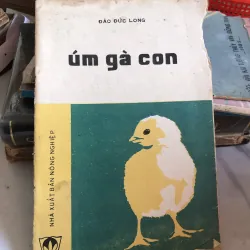 ĐÀO ĐỨC LONG
úm gà con
NHÀ XUẤT BẢN NÔNG NGHIỆP